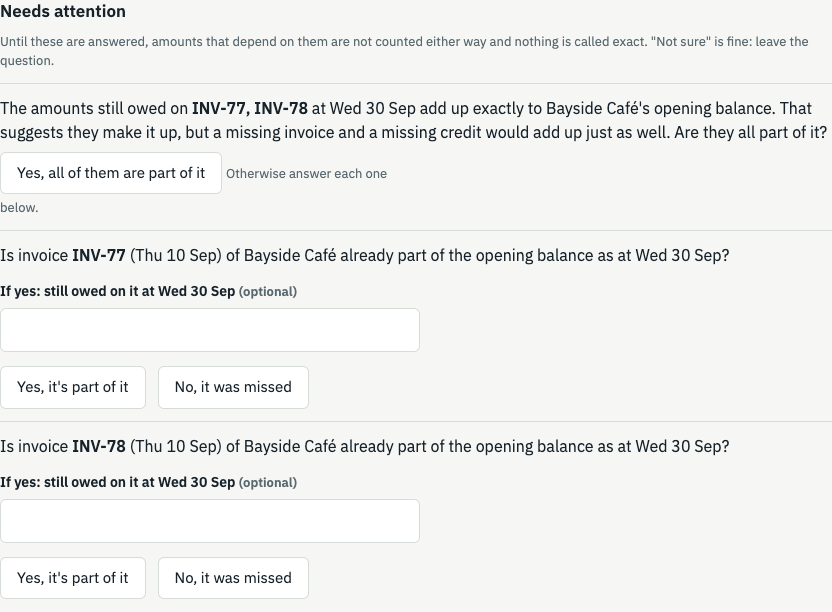 Needs attention
Until these are answered, amounts that depend on them are not counted either way and nothing is called exact. "Not sure" is fine: leave the
question.
The amounts still owed on INV-77, INV-78 at Wed 30 Sep add up exactly to Bayside Café's opening balance. That
suggests they make it up, but a missing invoice and a missing credit would add up just as well. Are they all part of it?
Yes, all of them are part of it Otherwise answer each one
below.
Is invoice INV-77 (Thu 10 Sep) of Bayside Café already part of the opening balance as at Wed 30 Sep?
If yes: still owed on it at Wed 30 Sep (optional)
Yes, it's part of it No, it was missed
Is invoice INV-78 (Thu 10 Sep) of Bayside Café already part of the opening balance as at Wed 30 Sep?
If yes: still owed on it at Wed 30 Sep (optional)
Yes, it's part of it No, it was missed